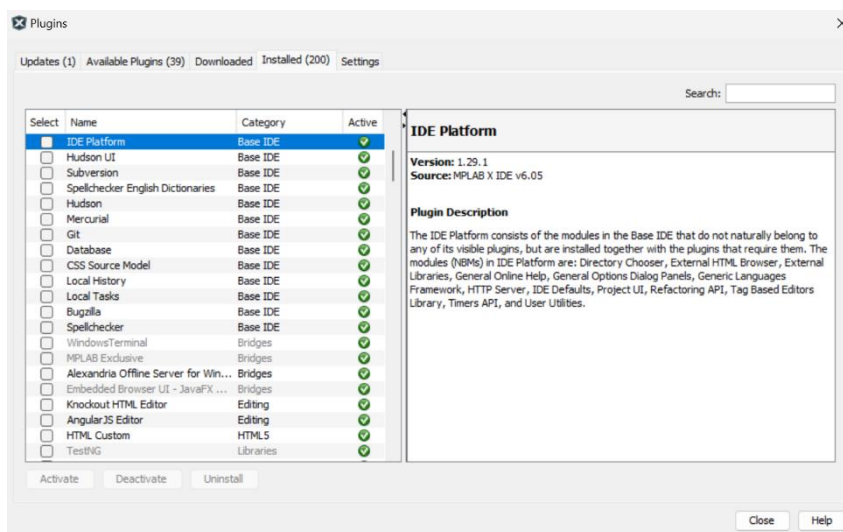 Plugins
Updates (1) Available Plugins (39) Downloaded Installed (200) Settings
Search:
Select Name Category Active
IDE Platform Base IDE
Hudson UI Base IDE
Subversion Base IDE
Spellchecker English Dictionaries Base IDE
Hudson Base IDE
Mercurial Base IDE
Git Base IDE
Database Base IDE
CSS Source Model Base IDE
Local History Base IDE
Local Tasks Base IDE
Bugzilla Base IDE
Spellchecker Base IDE
WindowsTerminal Bridges
MPLAB Exclusive Bridges
Alexandria Offline Server for Win... Bridges
Embedded Browser UI - JavaFX ... Bridges
Knockout HTML Editor Editing
AngularJS Editor Editing
HTML Custom HTML5
TestNG Libraries
IDE Platform
Version: 1.29.1
Source: MPLAB X IDE v6.05
Plugin Description
The IDE Platform consists of the modules in the Base IDE that do not naturally belong to
any of its visible plugins, but are installed together with the plugins that require them. The
modules (NBMs) in IDE Platform are: Directory Chooser, External HTML Browser, External
Libraries, General Online Help, General Options Dialog Panels, Generic Languages
Framework, HTTP Server, IDE Defaults, Project UI, Refactoring API, Tag Based Editors
Library, Timers API, and User Utilities.
Activate Deactivate Uninstall
Close Help